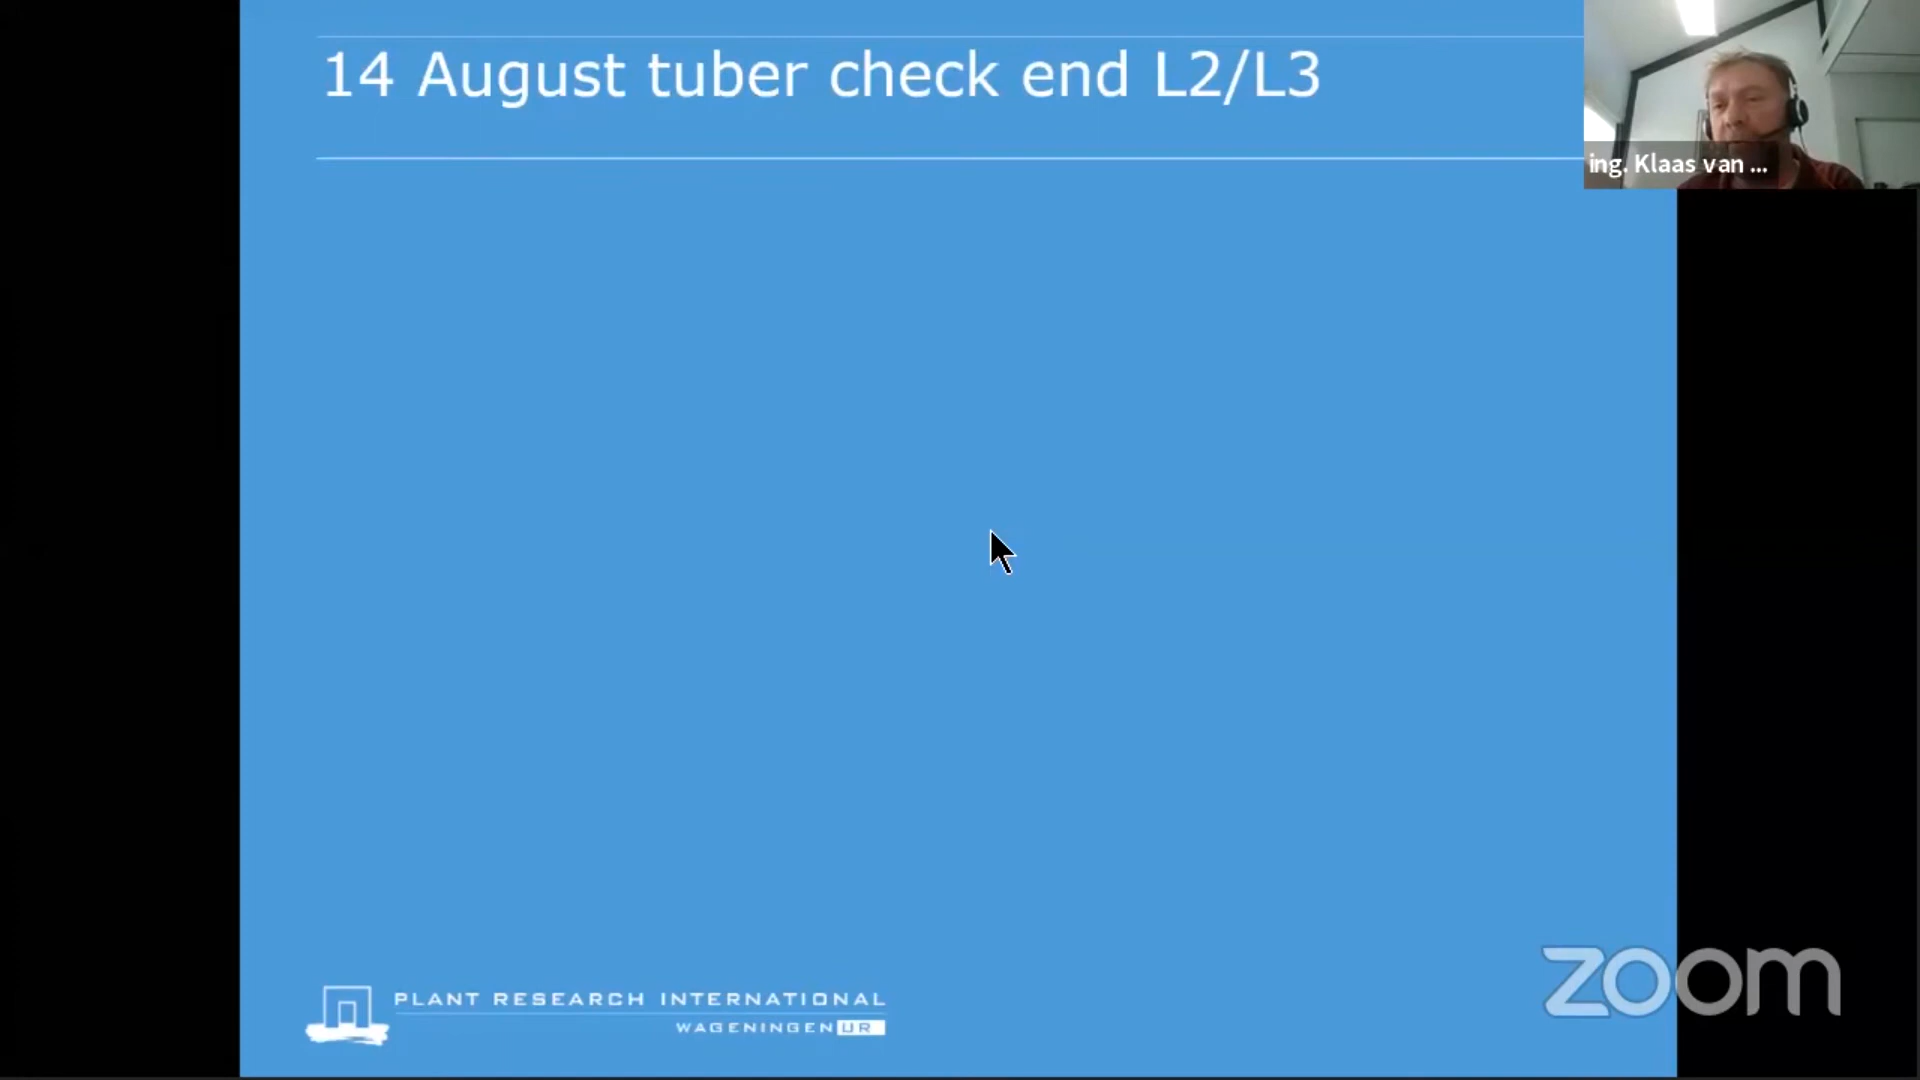 14 August tuber check end L2/L3
ing. Klaas van ...
PLANT RESEARCH INTERNATIONAL
WAGENINGEN UR
zoom